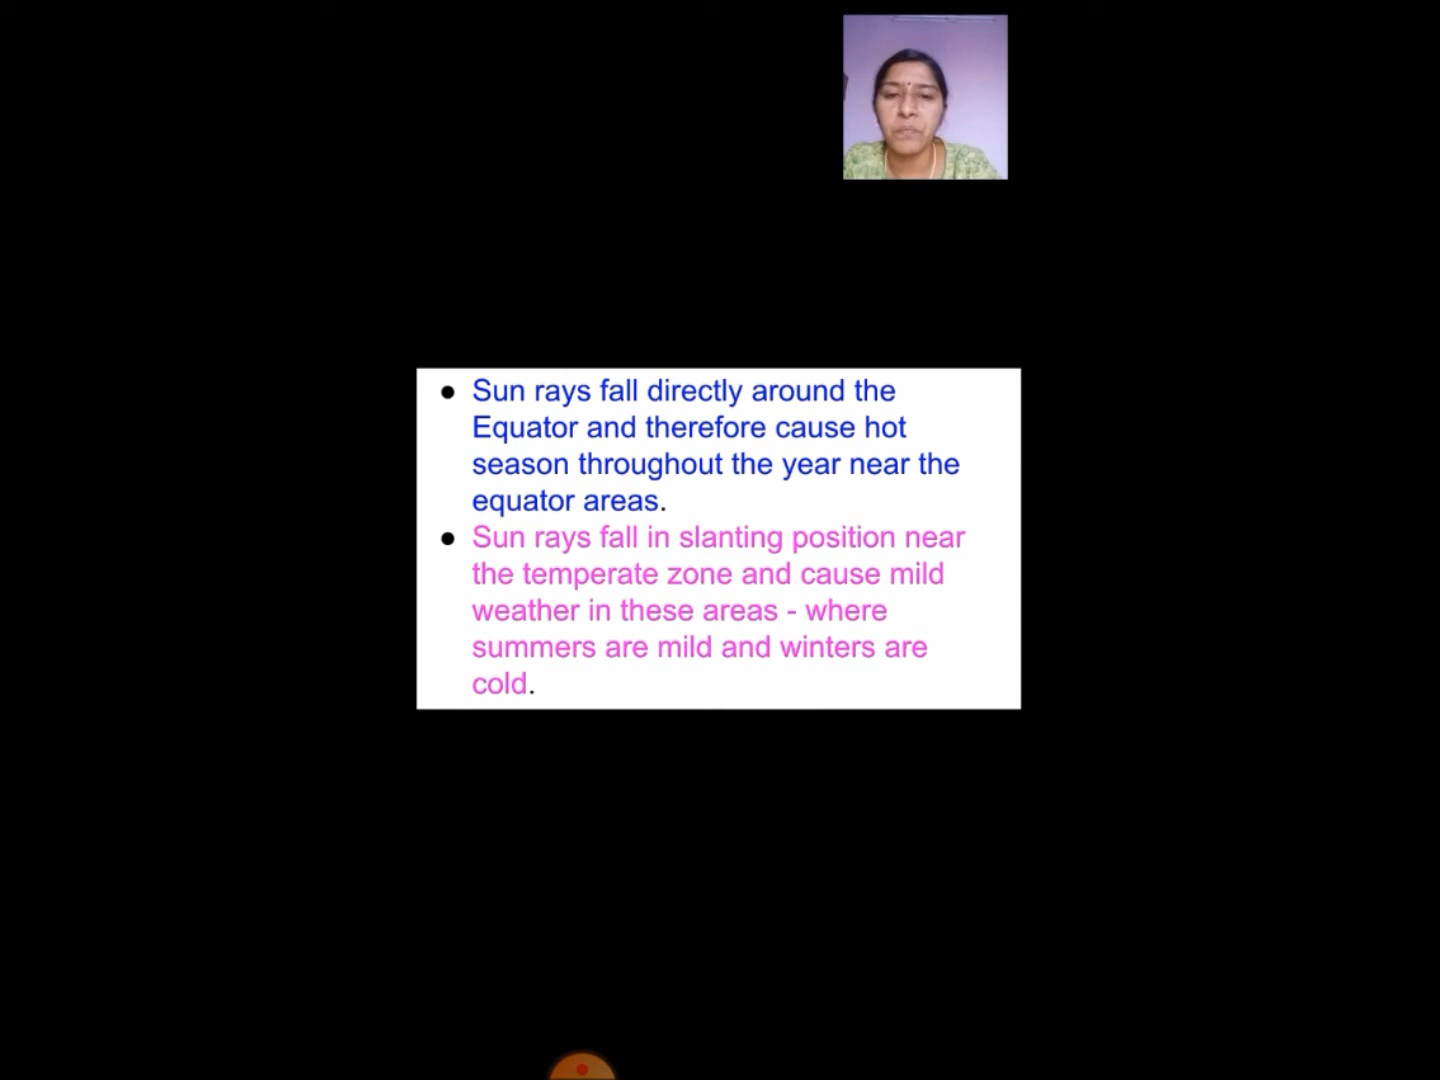 ● Sun rays fall directly around the
Equator and therefore cause hot
season throughout the year near the
equator areas.
● Sun rays fall in slanting position near
the temperate zone and cause mild
weather in these areas - where
summers are mild and winters are
cold.